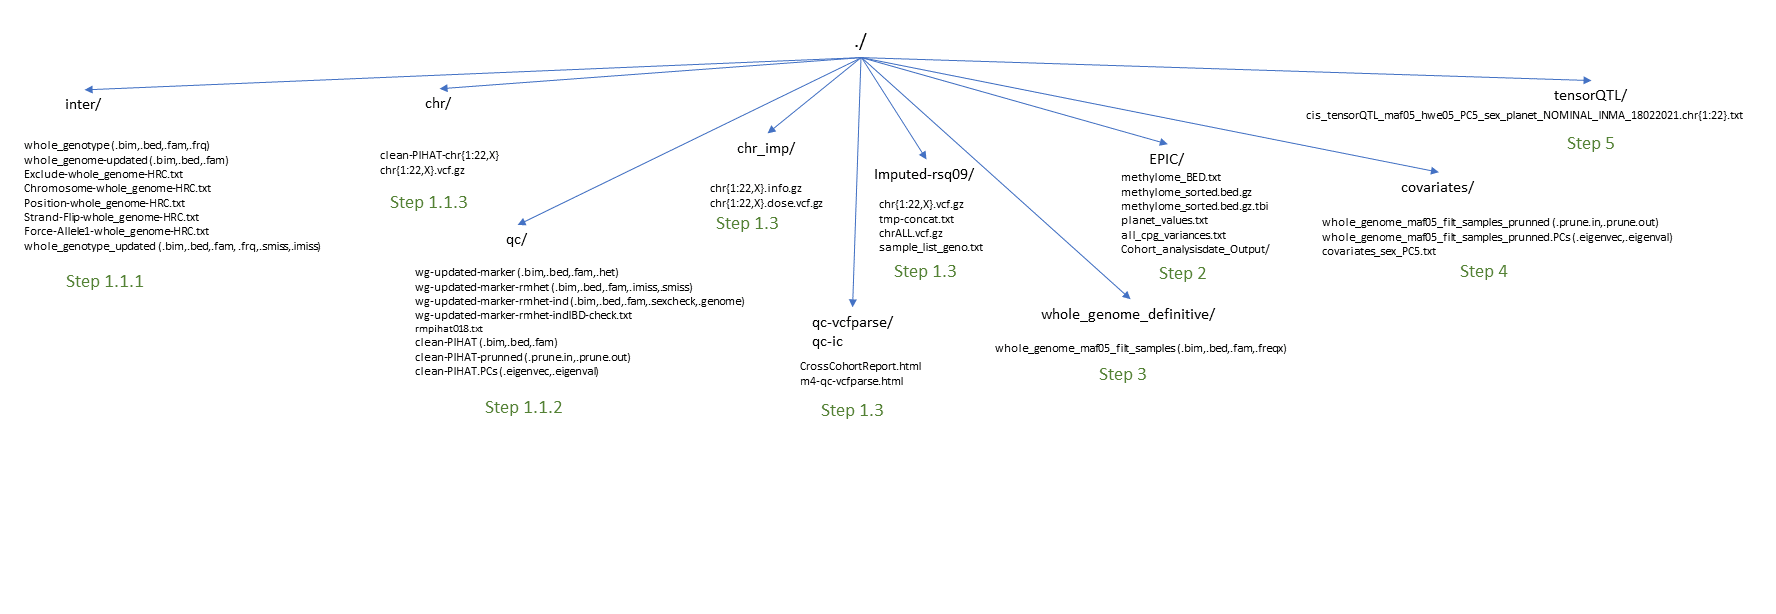 ./
inter/
whole_genotype (.bim,.bed,.fam,.frq)
whole_genome-updated (.bim,.bed,.fam)
Exclude-whole_genome-HRC.txt
Chromosome-whole_genome-HRC.txt
Position-whole_genome-HRC.txt
Strand-Flip-whole_genome-HRC.txt
Force-Allele1-whole_genome-HRC.txt
whole_genotype_updated (.bim,.bed,.fam, .frq,.smiss,.imiss)
Step 1.1.1
chr/
clean-PIHAT-chr{1:22,X}
chr{1:22,X}.vcf.gz
Step 1.1.3
qc/
wg-updated-marker (.bim,.bed,.fam,.het)
wg-updated-marker-rmhet (.bim,.bed,.fam,.imiss,.smiss)
wg-updated-marker-rmhet-ind (.bim,.bed,.fam,.sexcheck,.genome)
wg-updated-marker-rmhet-indIBD-check.txt
rmpihat018.txt
clean-PIHAT (.bim,.bed,.fam)
clean-PIHAT-prunned (.prune.in,.prune.out)
clean-PIHAT.PCs (.eigenvec,.eigenval)
Step 1.1.2
chr_imp/
chr{1:22,X}.info.gz
chr{1:22,X}.dose.vcf.gz
Step 1.3
qc-vcfparse/
qc-ic
CrossCohortReport.html
m4-qc-vcfparse.html
Step 1.3
Imputed-rsq09/
chr{1:22,X}.vcf.gz
tmp-concat.txt
chrALL.vcf.gz
sample_list_geno.txt
Step 1.3
whole_genome_definitive/
whole_genome_maf05_filt_samples (.bim,.bed,.fam,.freqx)
Step 3
EPIC/
methylome_BED.txt
methylome_sorted.bed.gz
methylome_sorted.bed.gz.tbi
planet_values.txt
all_cpg_variances.txt
Cohort_analysisdate_Output/
Step 2
covariates/
whole_genome_maf05_filt_samples_prunned (.prune.in,.prune.out)
whole_genome_maf05_filt_samples_prunned.PCs (.eigenvec,.eigenval)
covariates_sex_PC5.txt
Step 4
tensorQTL/
cis_tensorQTL_maf05_hwe05_PC5_sex_planet_NOMINAL_INMA_18022021.chr{1:22}.txt
Step 5